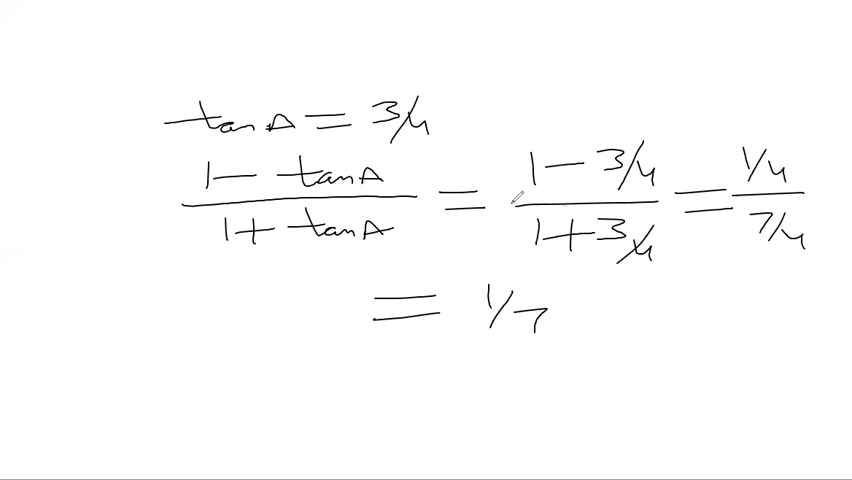 tanA = 3/4
(1 - tanA)/(1 + tanA) = (1 - 3/4)/(1 + 3/4) = (1/4)/(7/4)
= 1/7